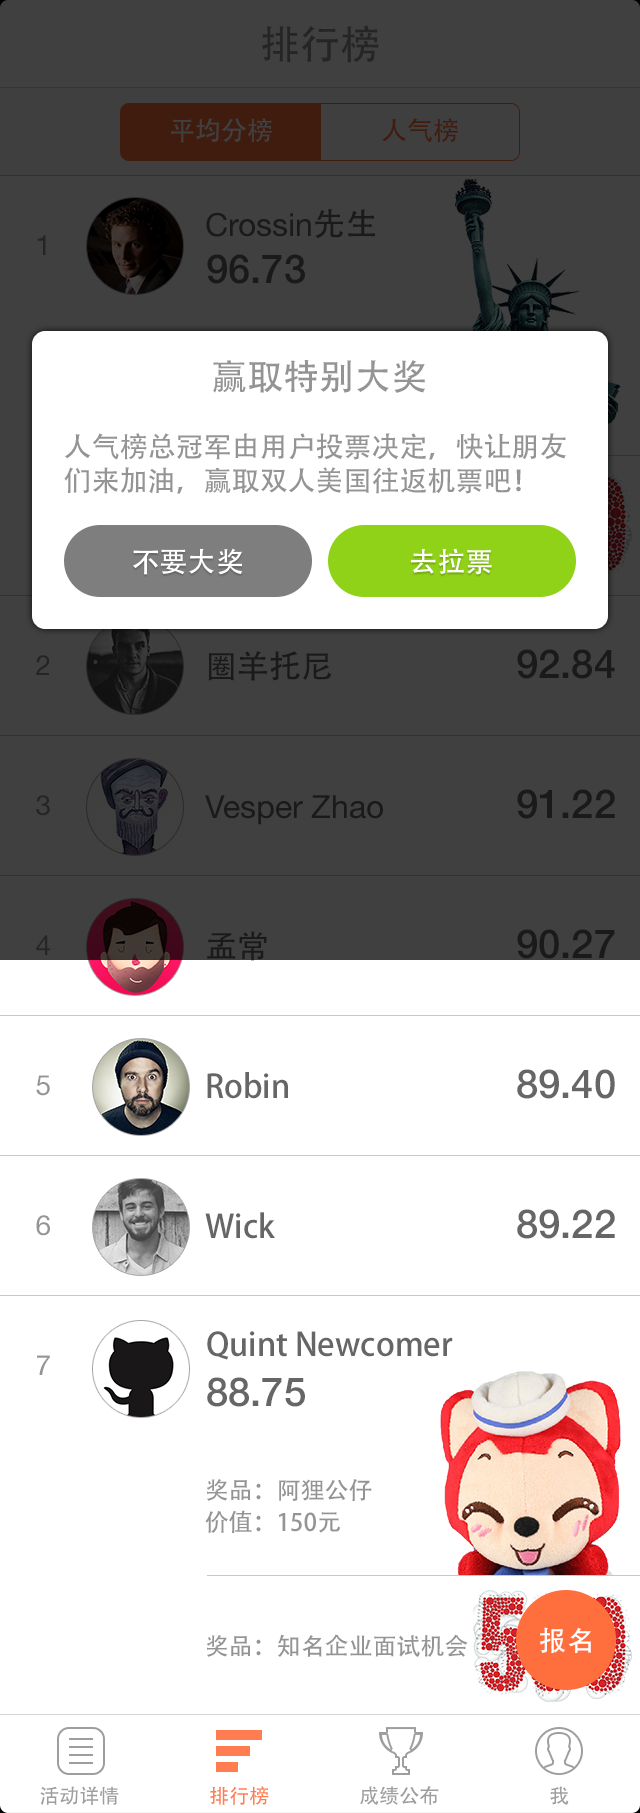 排行榜
平均分榜 人气榜
1 Crossin先生
96.73
赢取特别大奖
人气榜总冠军由用户投票决定，快让朋友
们来加油，赢取双人美国往返机票吧！
不要大奖 去拉票
2 圈羊托尼 92.84
3 Vesper Zhao 91.22
4 孟常 90.27
5 Robin 89.40
6 Wick 89.22
7 Quint Newcomer
88.75
奖品：阿狸公仔
价值：150元
奖品：知名企业面试机会
报名
活动详情 排行榜 成绩公布 我